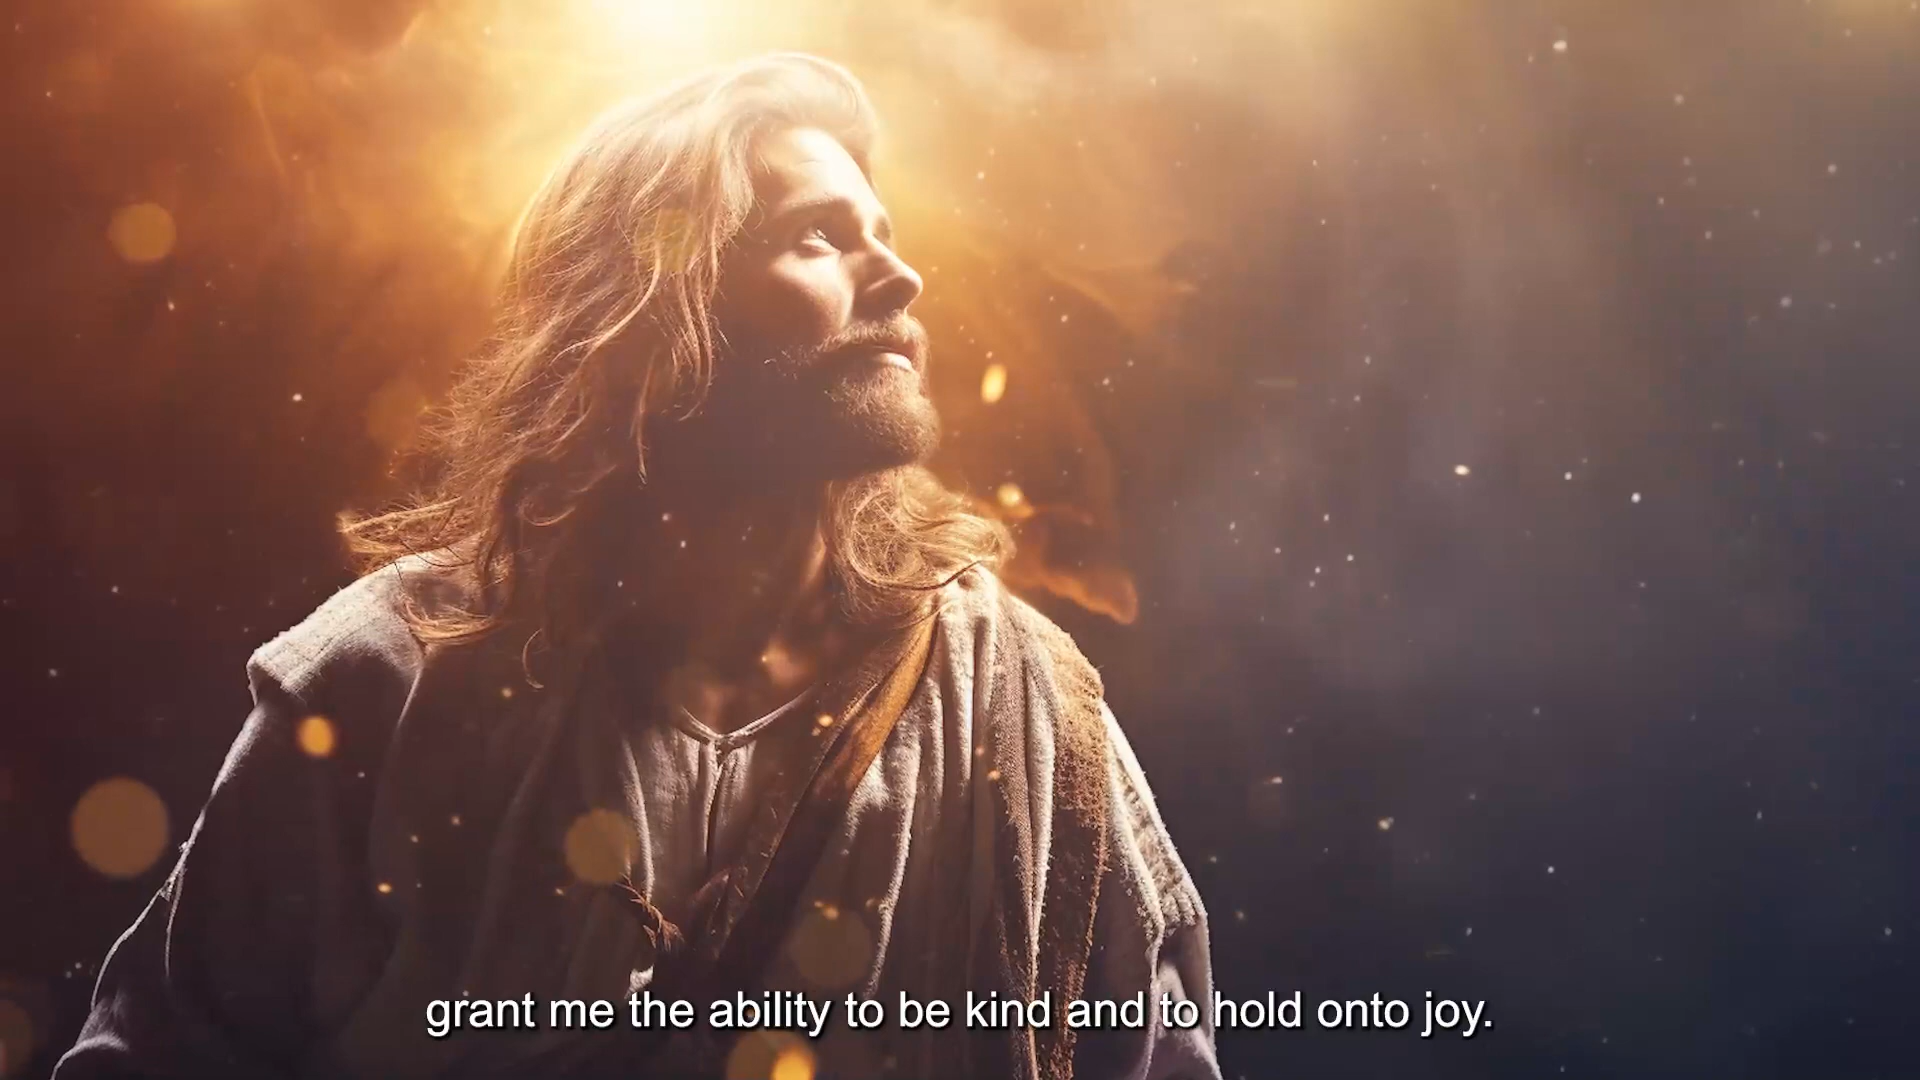 grant me the ability to be kind and to hold onto joy.